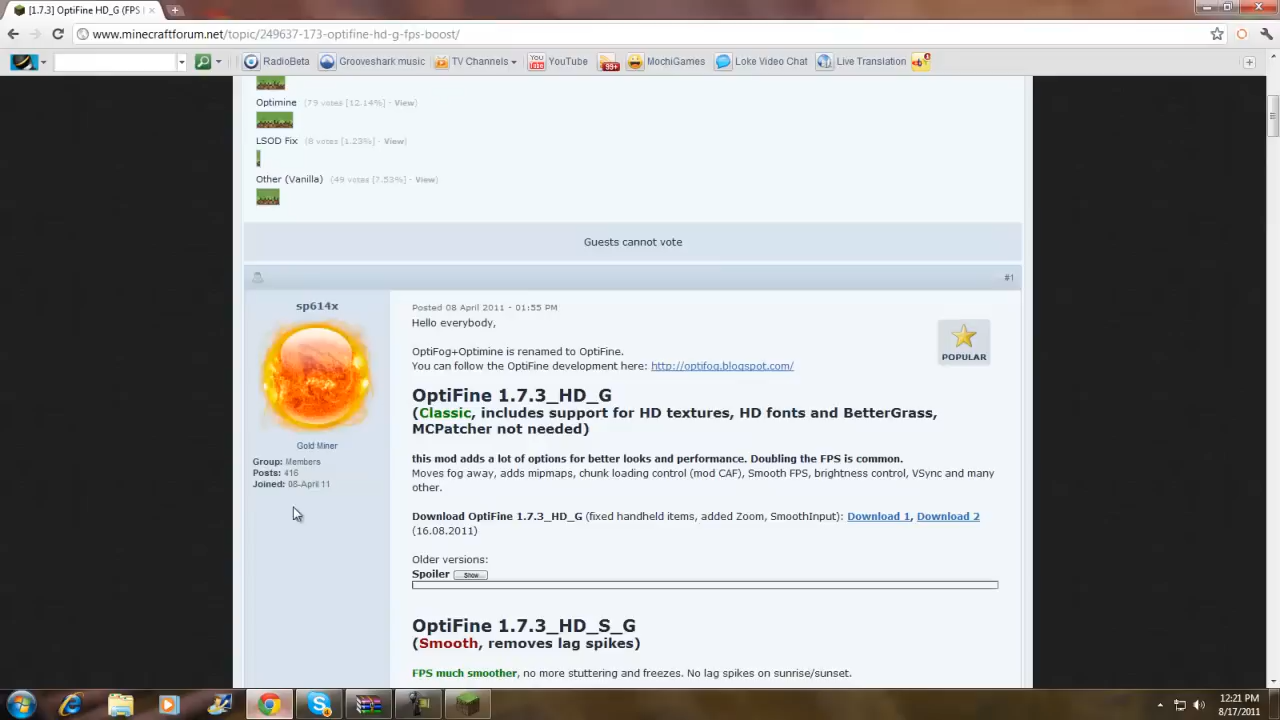 [1.7.3] OptiFine HD_G (FPS
www.minecraftforum.net/topic/249637-173-optifine-hd-g-fps-boost/
RadioBeta Grooveshark music TV Channels YouTube 99+ MochiGames Loke Video Chat Live Translation
Optimine (79 votes [12.14%] - View)
LSOD Fix (8 votes [1.23%] - View)
Other (Vanilla) (49 votes [7.53%] - View)
Guests cannot vote
#1
sp614x
Gold Miner
Group: Members
Posts: 416
Joined: 08-April 11
Posted 08 April 2011 - 01:55 PM
Hello everybody,
POPULAR
OptiFog+Optimine is renamed to OptiFine.
You can follow the OptiFine development here: http://optifog.blogspot.com/
OptiFine 1.7.3_HD_G
(Classic, includes support for HD textures, HD fonts and BetterGrass,
MCPatcher not needed)
this mod adds a lot of options for better looks and performance. Doubling the FPS is common.
Moves fog away, adds mipmaps, chunk loading control (mod CAF), Smooth FPS, brightness control, VSync and many
other.
Download OptiFine 1.7.3_HD_G (fixed handheld items, added Zoom, SmoothInput): Download 1, Download 2
(16.08.2011)
Older versions:
Spoiler Show
OptiFine 1.7.3_HD_S_G
(Smooth, removes lag spikes)
FPS much smoother, no more stuttering and freezes. No lag spikes on sunrise/sunset.
12:21 PM
8/17/2011